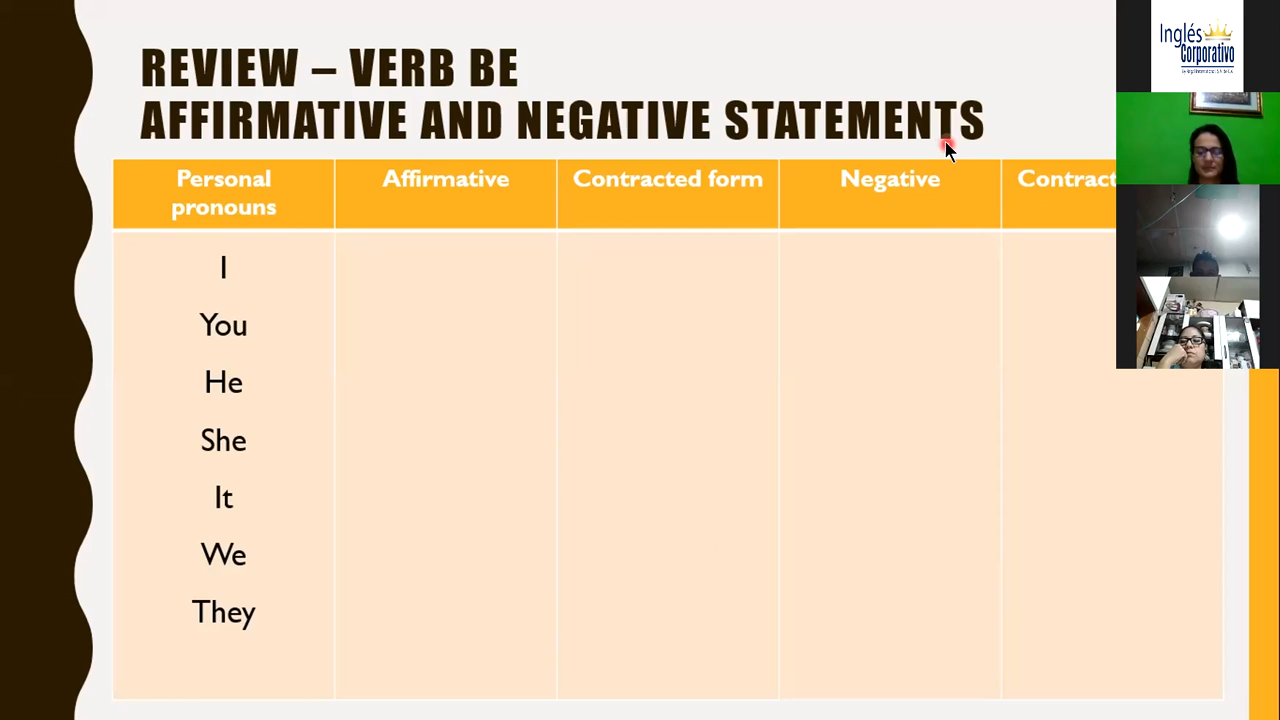 REVIEW – VERB BE
AFFIRMATIVE AND NEGATIVE STATEMENTS
Personal pronouns
Affirmative
Contracted form
Negative
Contract
I
You
He
She
It
We
They
Inglés
Corporativo